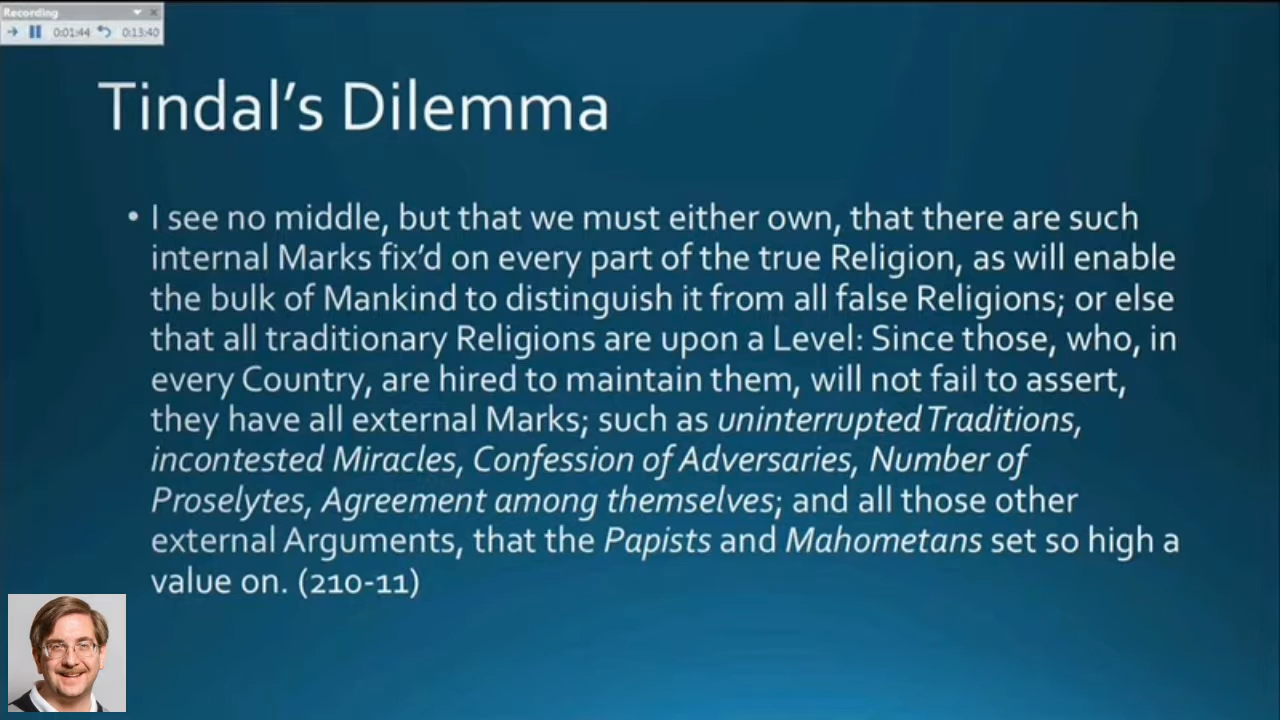 Recording
0:01:44 0:13:40
Tindal's Dilemma
• I see no middle, but that we must either own, that there are such
internal Marks fix'd on every part of the true Religion, as will enable
the bulk of Mankind to distinguish it from all false Religions; or else
that all traditionary Religions are upon a Level: Since those, who, in
every Country, are hired to maintain them, will not fail to assert,
they have all external Marks; such as uninterrupted Traditions,
incontested Miracles, Confession of Adversaries, Number of
Proselytes, Agreement among themselves; and all those other
external Arguments, that the Papists and Mahometans set so high a
value on. (210-11)